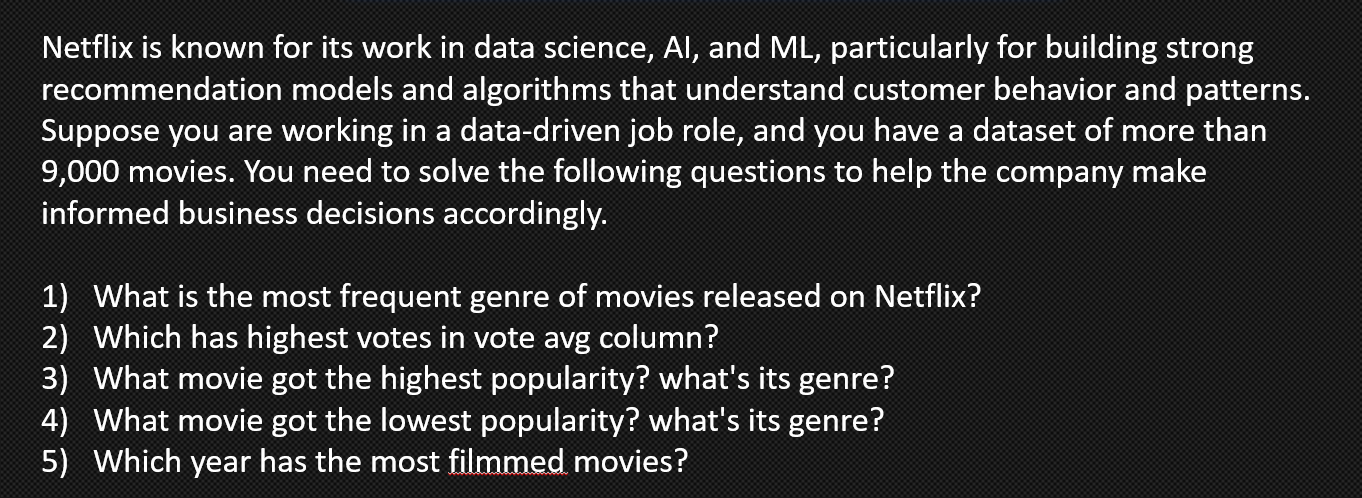 Netflix is known for its work in data science, AI, and ML, particularly for building strong
recommendation models and algorithms that understand customer behavior and patterns.
Suppose you are working in a data-driven job role, and you have a dataset of more than
9,000 movies. You need to solve the following questions to help the company make
informed business decisions accordingly.
1) What is the most frequent genre of movies released on Netflix?
2) Which has highest votes in vote avg column?
3) What movie got the highest popularity? what's its genre?
4) What movie got the lowest popularity? what's its genre?
5) Which year has the most filmmed movies?